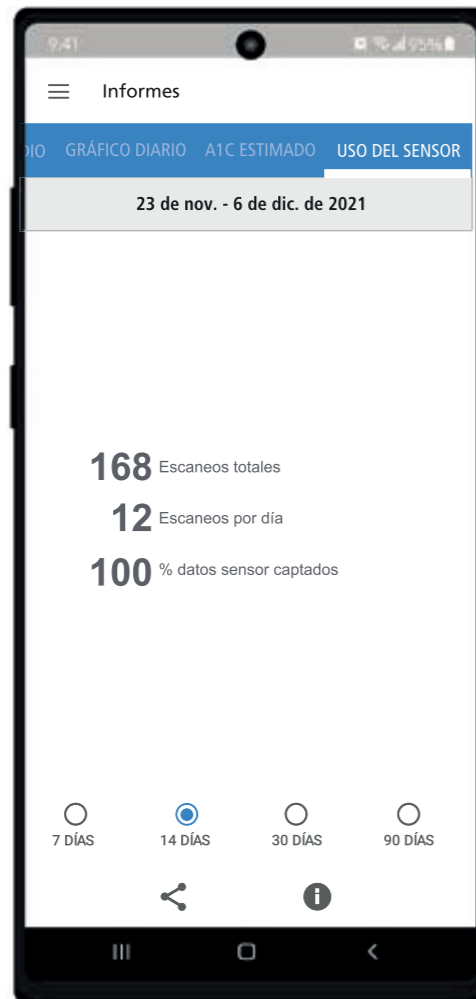 9:41 95%
Informes
DIO GRÁFICO DIARIO A1C ESTIMADO USO DEL SENSOR
23 de nov. - 6 de dic. de 2021
168 Escaneos totales
12 Escaneos por día
100 % datos sensor captados
7 DÍAS 14 DÍAS 30 DÍAS 90 DÍAS